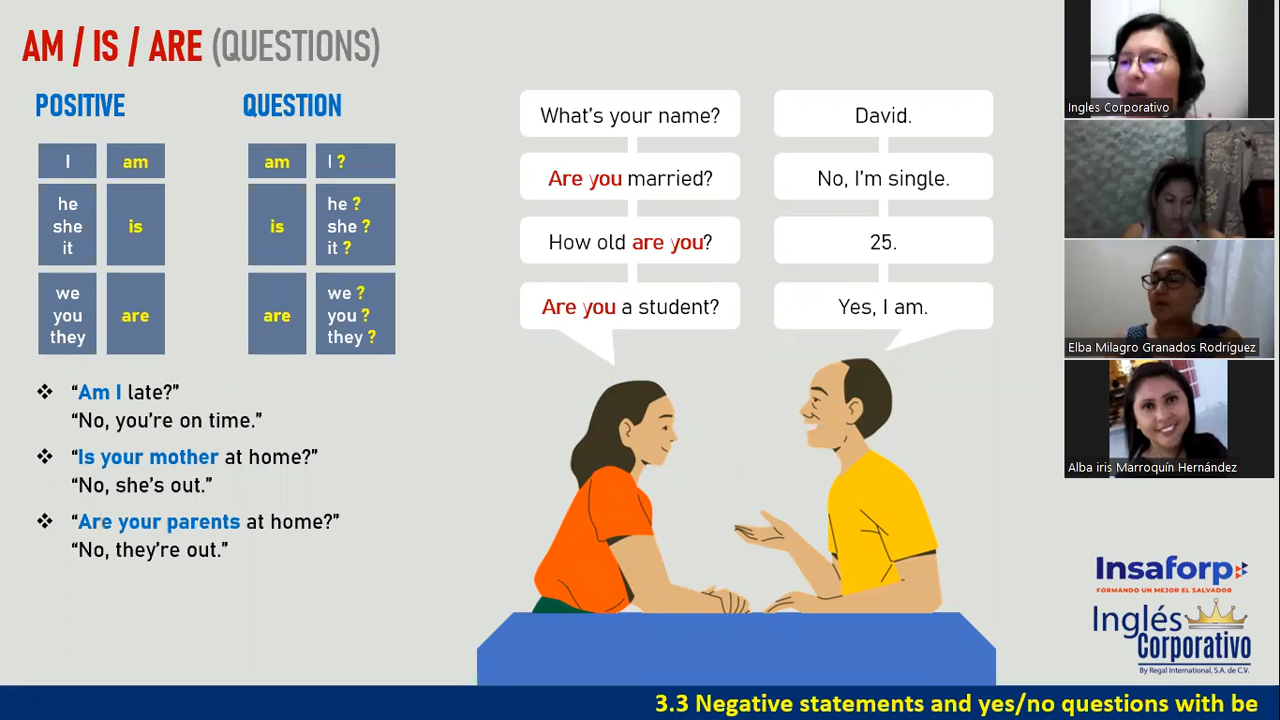 AM / IS / ARE (QUESTIONS)
POSITIVE
QUESTION
I
am
am
I ?
he
she
it
is
is
he ?
she ?
it ?
we
you
they
are
are
we ?
you ?
they ?
“Am I late?”
“No, you’re on time.”
“Is your mother at home?”
“No, she’s out.”
“Are your parents at home?”
“No, they’re out.”
What’s your name?
David.
Are you married?
No, I’m single.
How old are you?
25.
Are you a student?
Yes, I am.
Ingles Corporativo
Elba Milagro Granados Rodríguez
Alba iris Marroquín Hernández
Insaforp
FORMANDO UN MEJOR EL SALVADOR
Inglés
Corporativo
By Regal International, S.A. de C.V.
3.3 Negative statements and yes/no questions with be